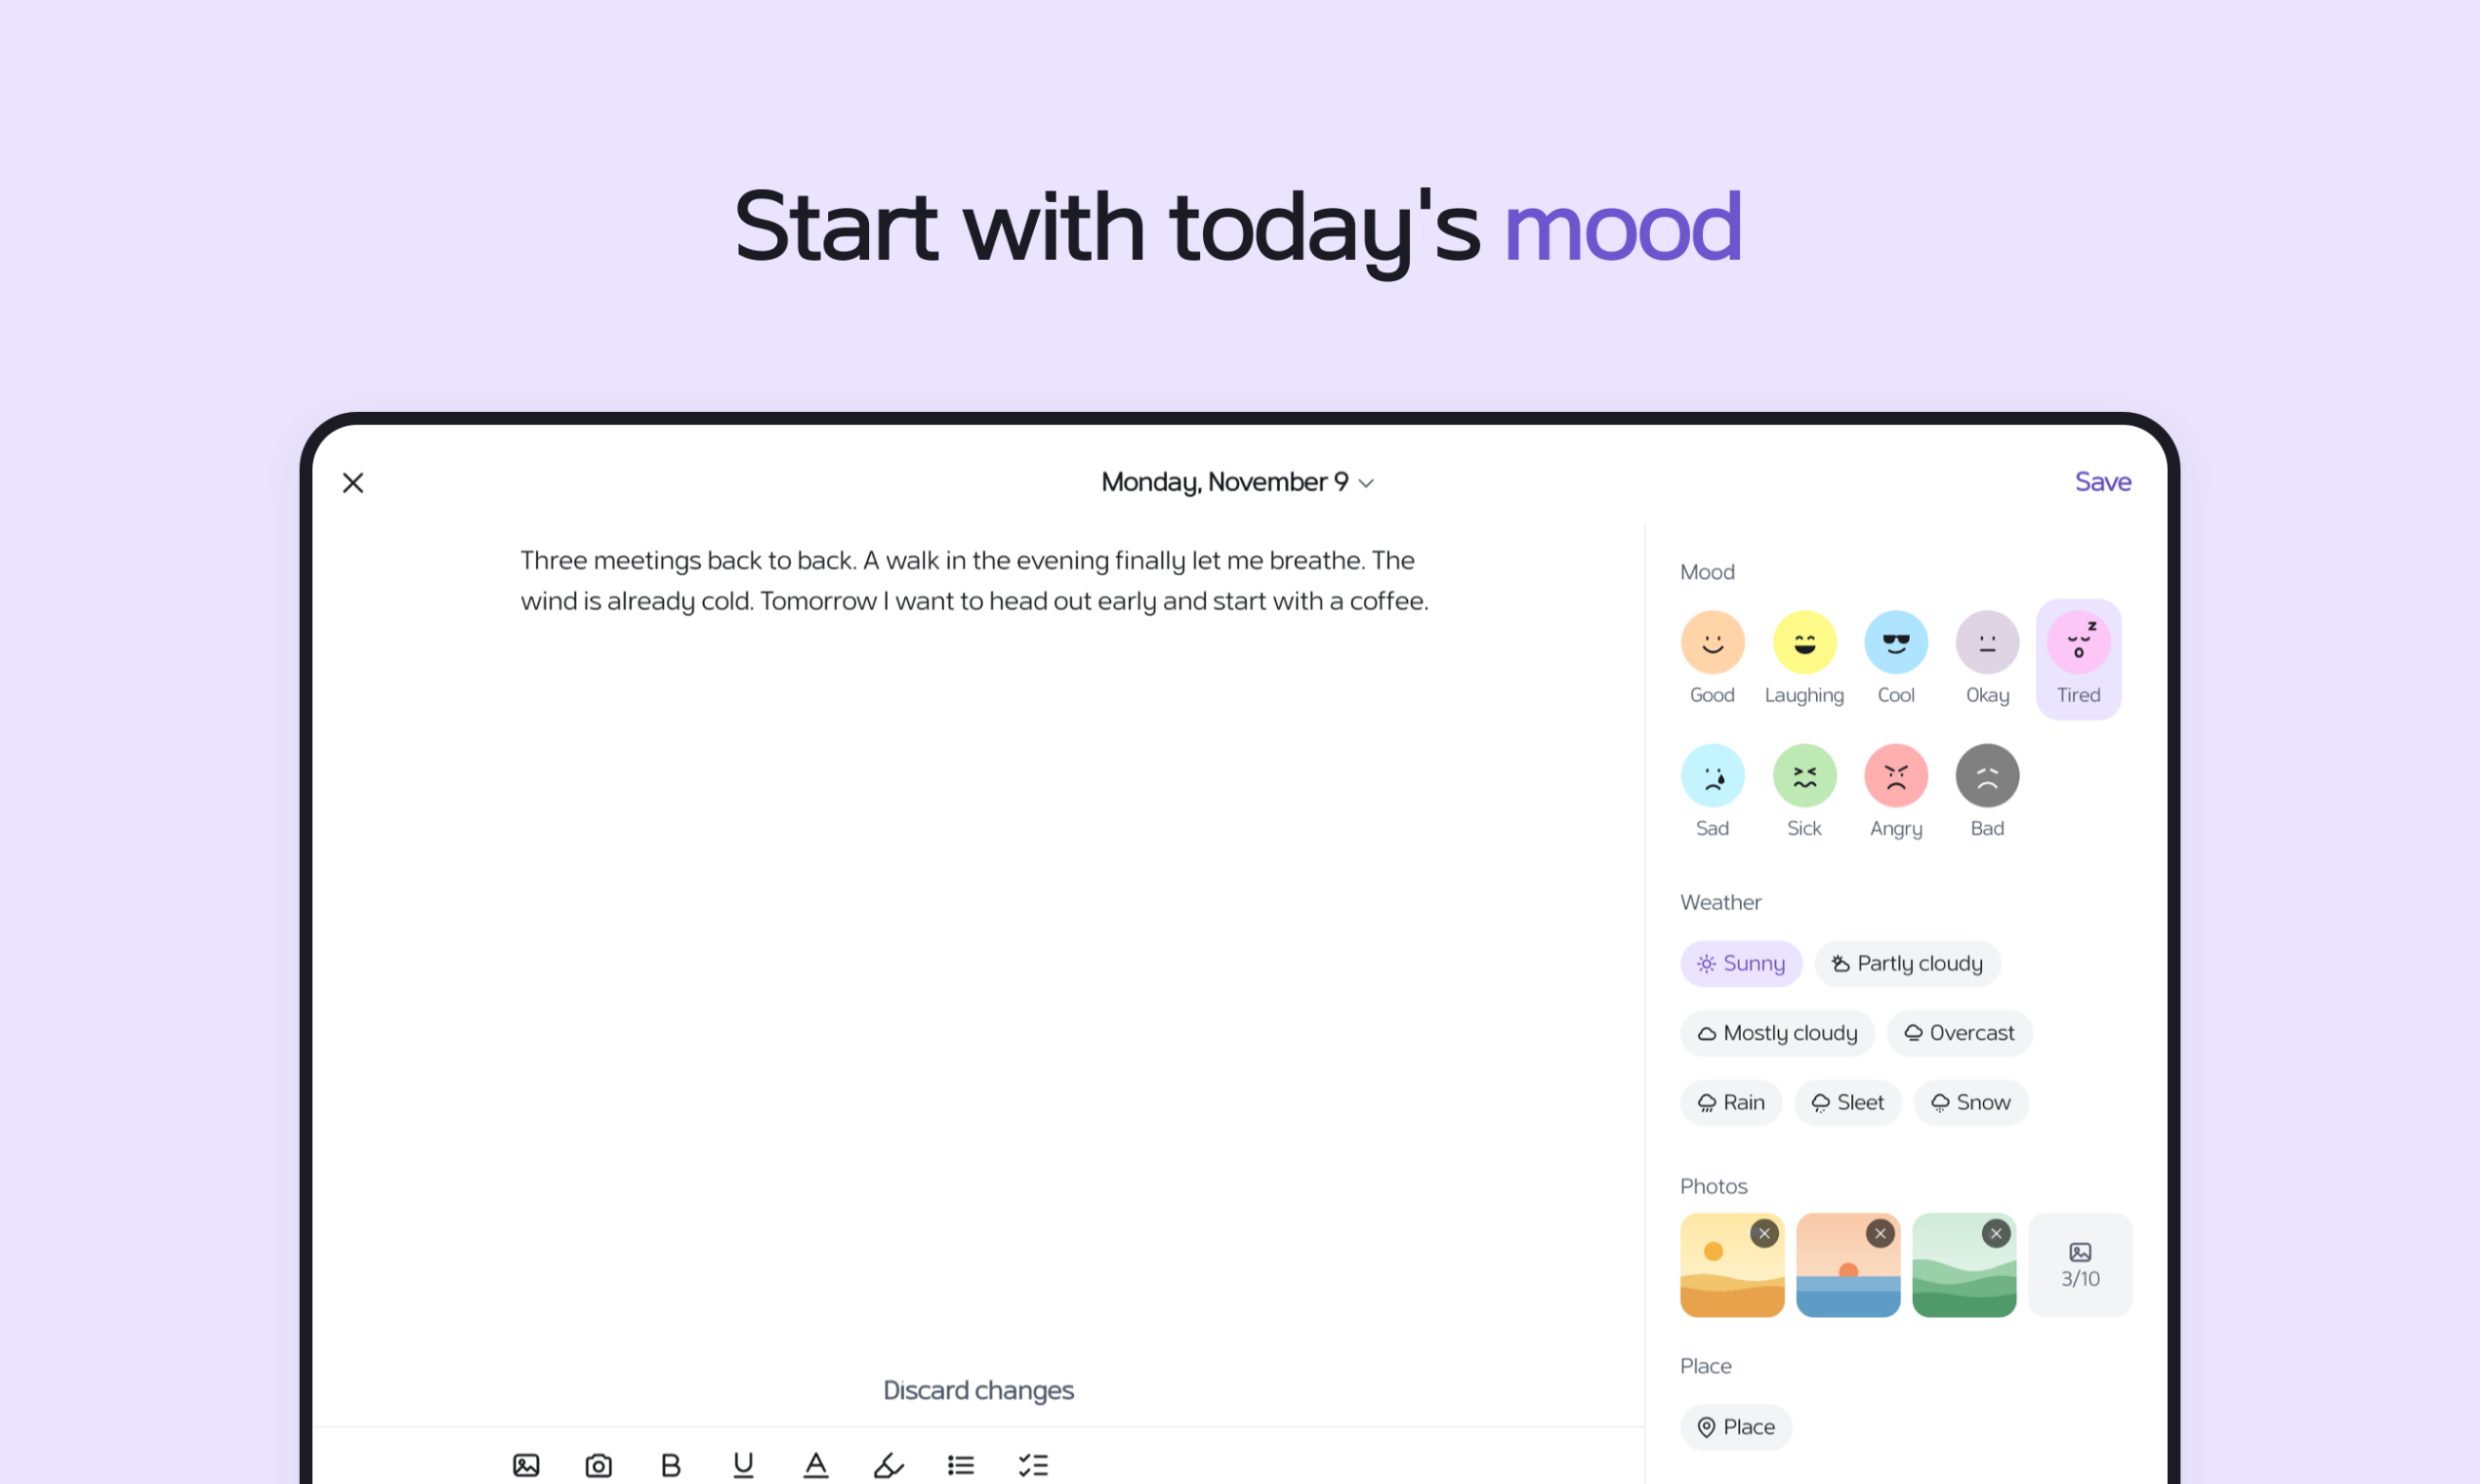 Start with today's mood
Monday, November 9
Save
Three meetings back to back. A walk in the evening finally let me breathe. The
wind is already cold. Tomorrow I want to head out early and start with a coffee.
Discard changes
B U A
Mood
Good Laughing Cool Okay Tired
Sad Sick Angry Bad
Weather
Sunny Partly cloudy
Mostly cloudy Overcast
Rain Sleet Snow
Photos
3/10
Place
Place